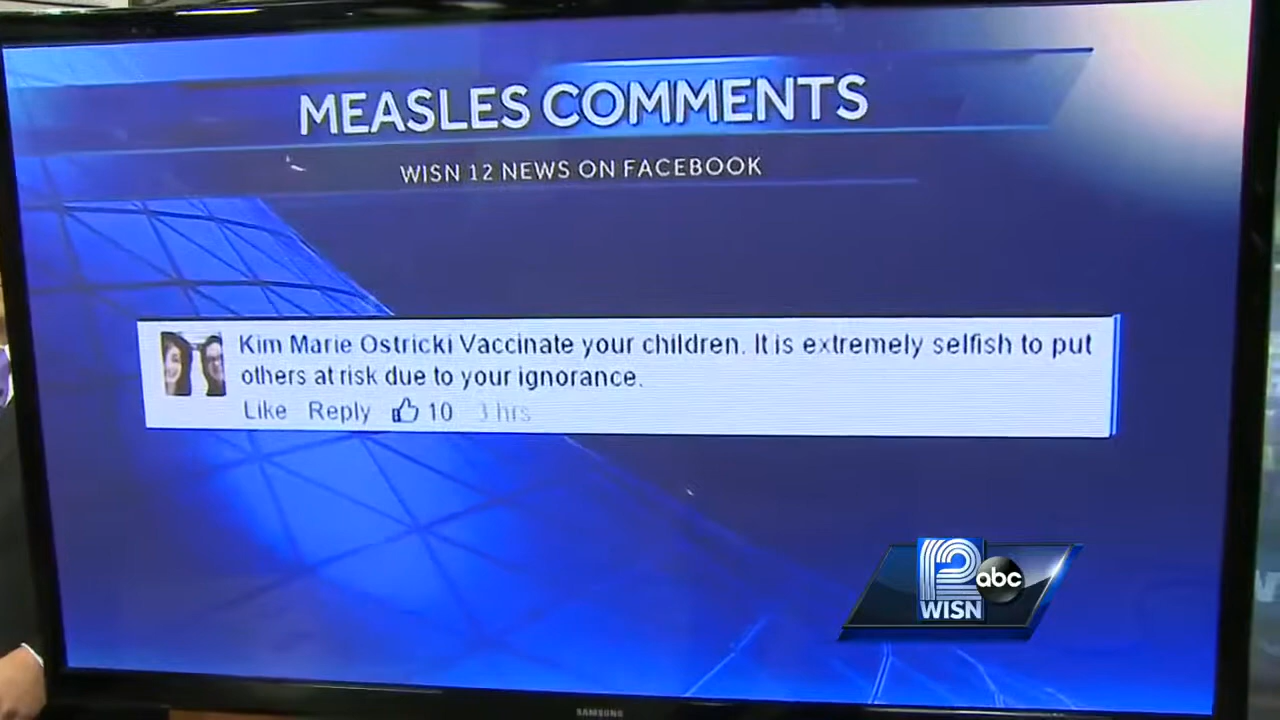 MEASLES COMMENTS
WISN 12 NEWS ON FACEBOOK
Kim Marie Ostricki Vaccinate your children. It is extremely selfish to put
others at risk due to your ignorance.
Like Reply 10 3 hrs
12
abc
WISN
SAMSUNG